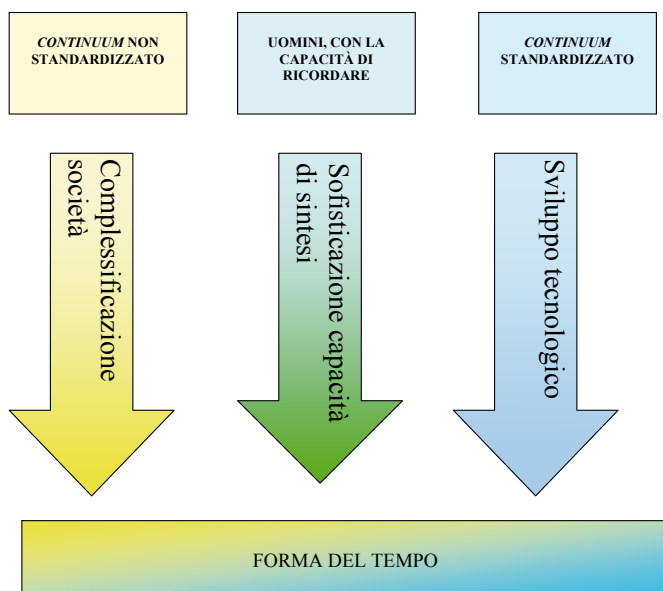 CONTINUUM NON
STANDARDIZZATO
UOMINI, CON LA
CAPACITÀ DI
RICORDARE
CONTINUUM
STANDARDIZZATO
Complessificazione
società
Sofisticazione capacità
di sintesi
Sviluppo tecnologico
FORMA DEL TEMPO